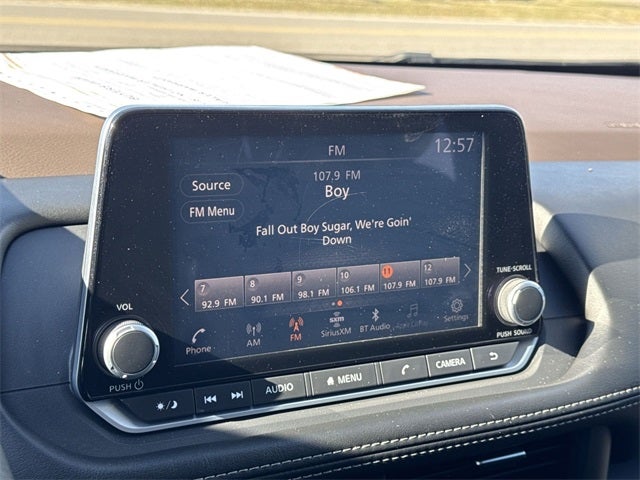 FM
12:57
Source
FM Menu
107.9 FM
Boy
Fall Out Boy Sugar, We're Goin'
Down
7
92.9 FM
8
90.1 FM
9
98.1 FM
10
106.1 FM
11
107.9 FM
12
107.9 FM
Phone
AM
FM
sxm
SiriusXM
BT Audio
Settings
VOL
PUSH
TUNE-SCROLL
PUSH SOUND
AUDIO
MENU
CAMERA